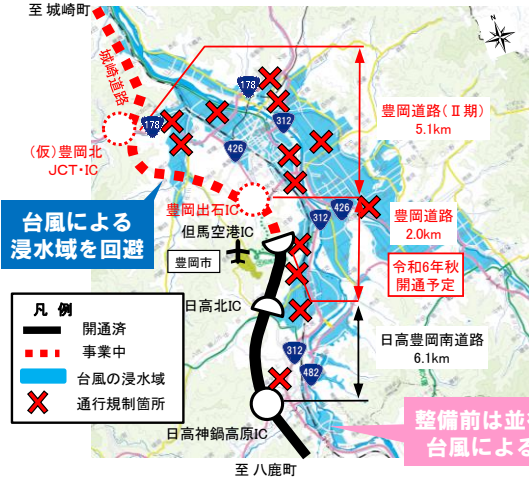 至 城崎町
N
城崎道路
178
312
178
426
豊岡道路(Ⅱ期)
5.1km
(仮)豊岡北
JCT・IC
台風による
浸水域を回避
豊岡出石IC
312
426
豊岡道路
2.0km
但馬空港IC
豊岡市
令和6年秋
開通予定
日高北IC
凡 例
開通済
事業中
台風の浸水域
通行規制箇所
312
482
日高豊岡南道路
6.1km
日高神鍋高原IC
整備前は並
台風による
至 八鹿町